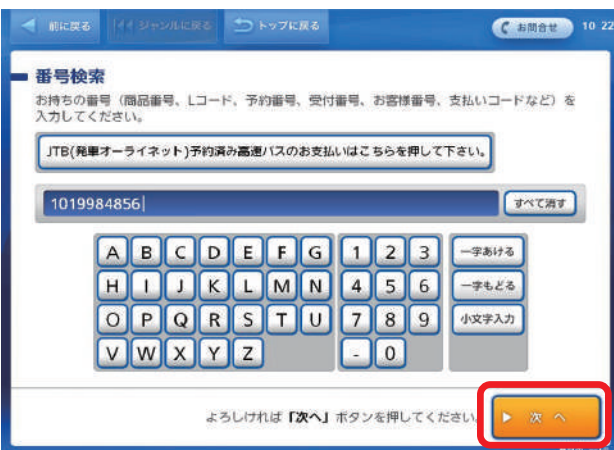 前に戻る ジャンルに戻る トップに戻る お問合せ 10 22
番号検索
お持ちの番号（商品番号、Lコード、予約番号、受付番号、お客様番号、支払いコードなど）を
入力してください。
JTB(発車オーライネット)予約済み高速バスのお支払いはこちらを押して下さい。
1019984856 すべて消す
A B C D E F G 1 2 3 一字あける
H I J K L M N 4 5 6 一字もどる
O P Q R S T U 7 8 9 小文字入力
V W X Y Z - 0
よろしければ「次へ」ボタンを押してください 次へ